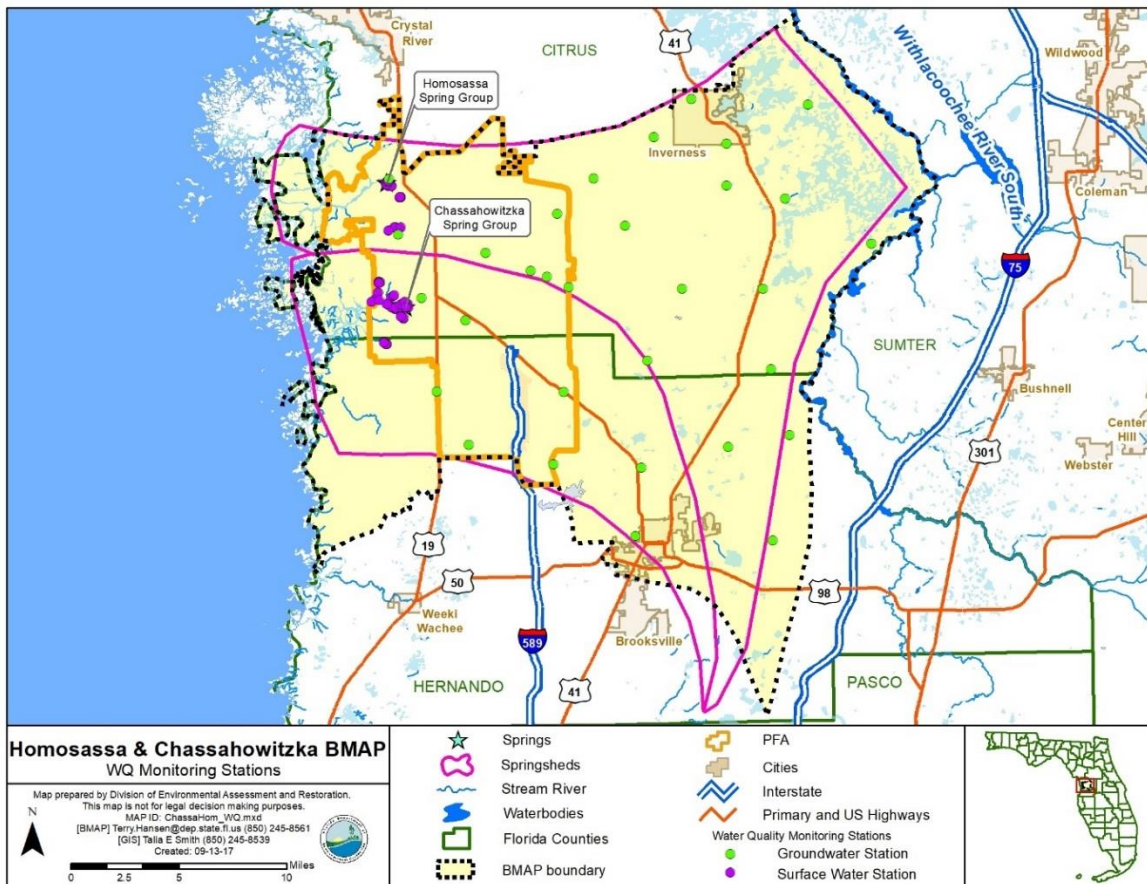 Crystal
River
CITRUS
41
Wildwood
Homosassa
Spring Group
Withlacoochee River South
Inverness
Coleman
Chassahowitzka
Spring Group
75
SUMTER
Bushnell
Center
Hill
301
Webster
19
50
98
Weeki
Wachee
589
Brooksville
HERNANDO
41
PASCO
Homosassa & Chassahowitzka BMAP
WQ Monitoring Stations
Map prepared by Division of Environmental Assessment and Restoration.
This map is not for legal decision making purposes.
MAP ID: ChassaHom_WQ.mxd
[BMAP] Terry.Hansen@dep.state.fl.us (850) 245-8561
[GIS] Talia E Smith (850) 245-8539
Created: 09-13-17
N
Miles
0 2.5 5 10
Springs
Springsheds
Stream River
Waterbodies
Florida Counties
BMAP boundary
PFA
Cities
Interstate
Primary and US Highways
Water Quality Monitoring Stations
Groundwater Station
Surface Water Station